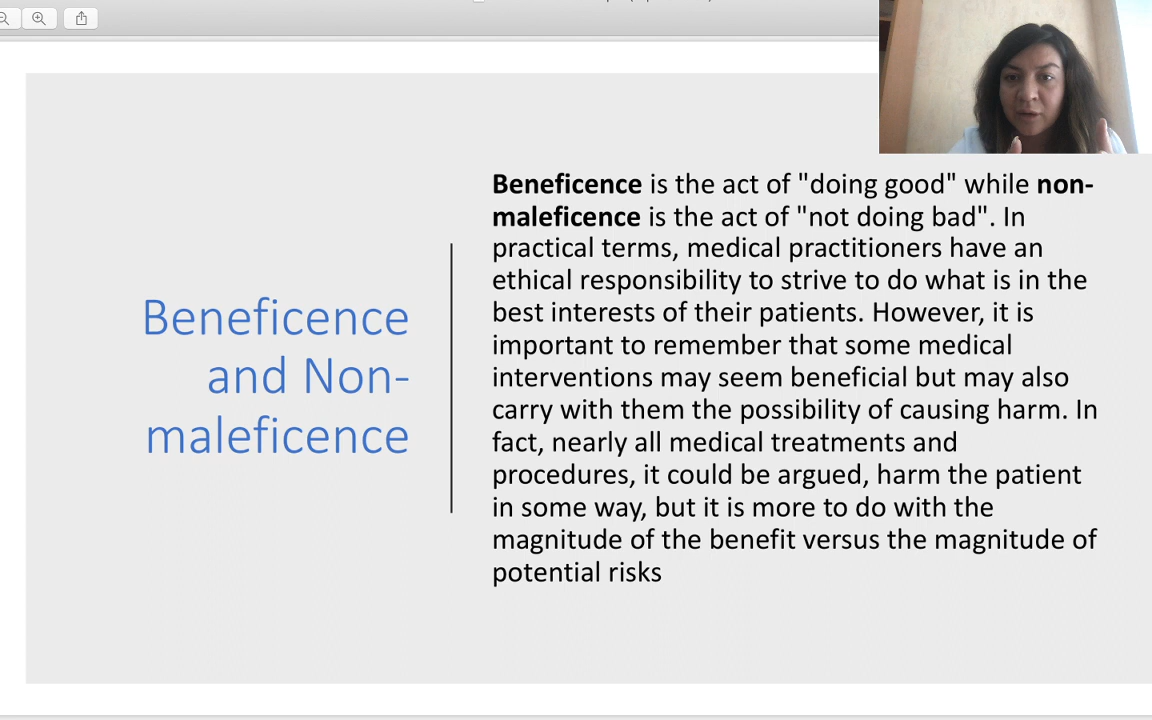 Beneficence
and Non-
maleficence
Beneficence is the act of "doing good" while non-
maleficence is the act of "not doing bad". In
practical terms, medical practitioners have an
ethical responsibility to strive to do what is in the
best interests of their patients. However, it is
important to remember that some medical
interventions may seem beneficial but may also
carry with them the possibility of causing harm. In
fact, nearly all medical treatments and
procedures, it could be argued, harm the patient
in some way, but it is more to do with the
magnitude of the benefit versus the magnitude of
potential risks